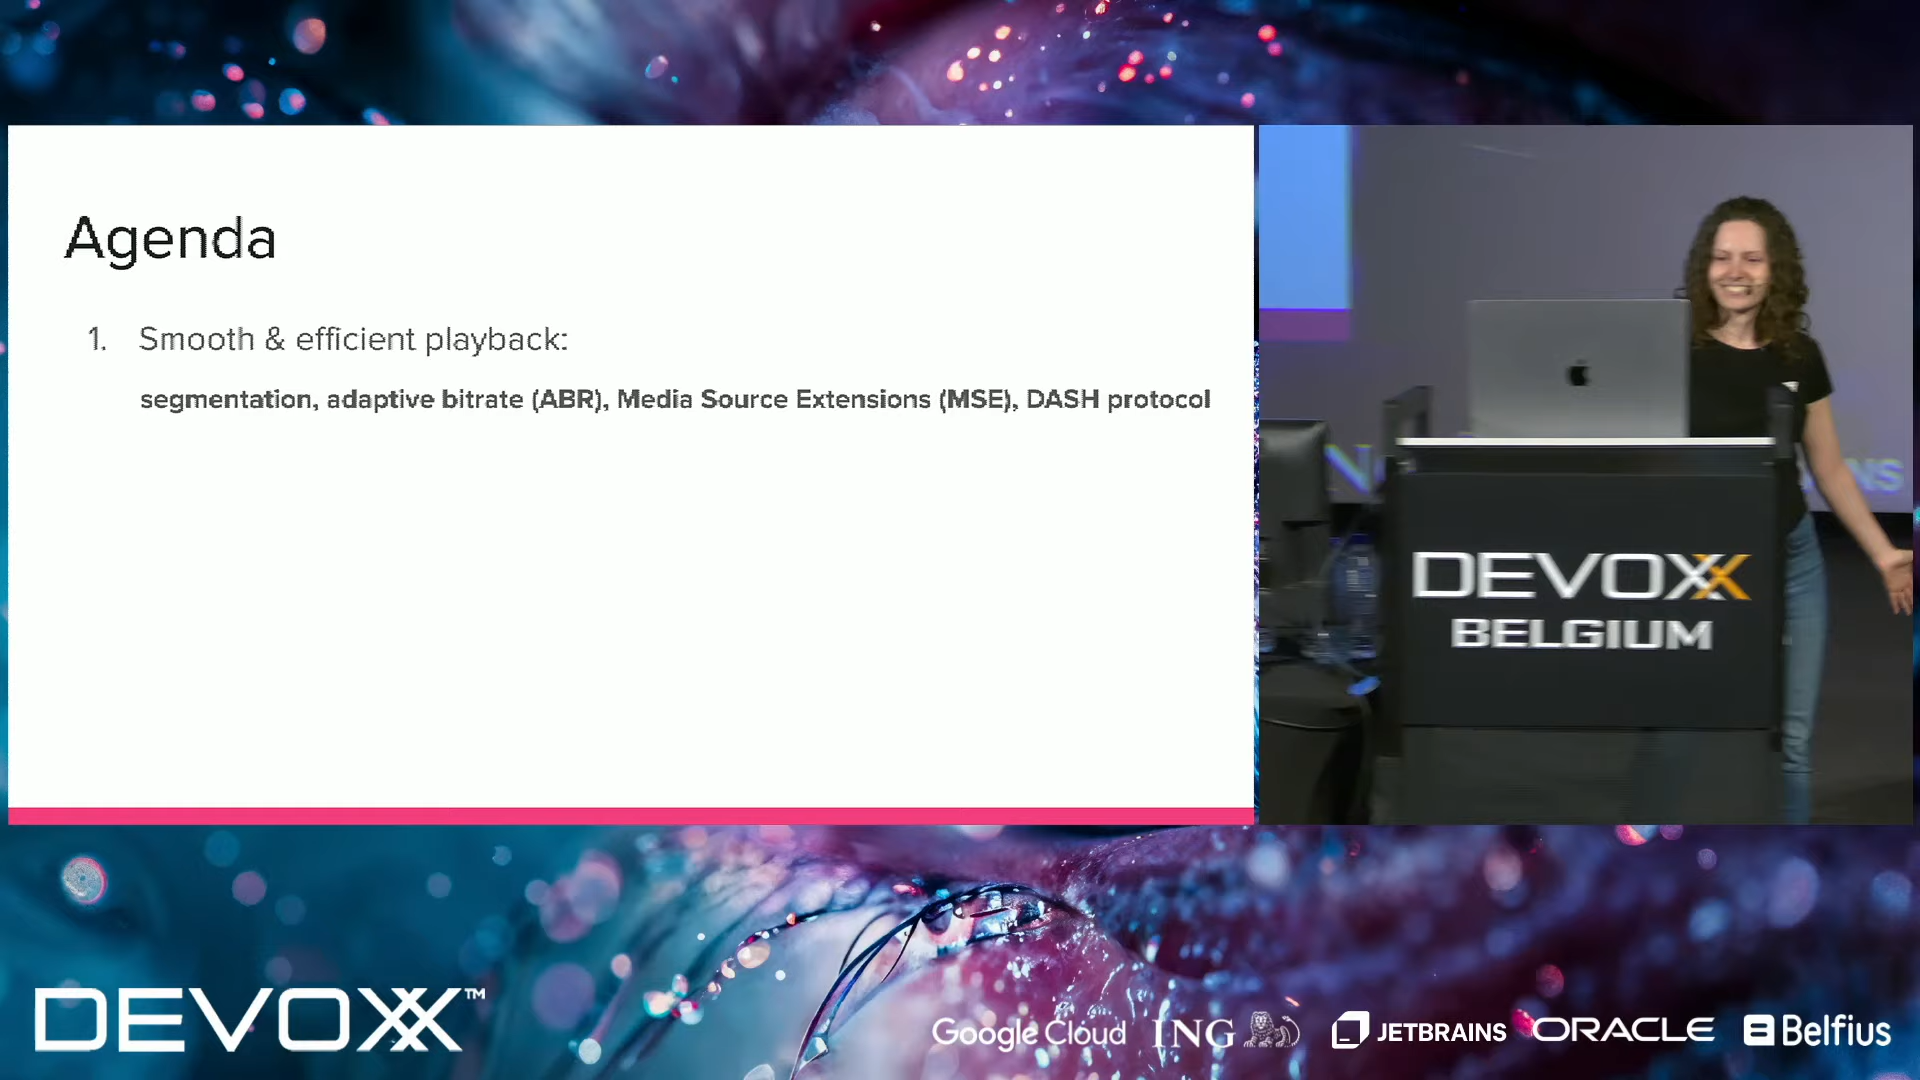 Agenda
1. Smooth & efficient playback:
segmentation, adaptive bitrate (ABR), Media Source Extensions (MSE), DASH protocol
DEVOXX
BELGIUM
DEVOXX™
Google Cloud
ING
JETBRAINS
ORACLE
Belfius